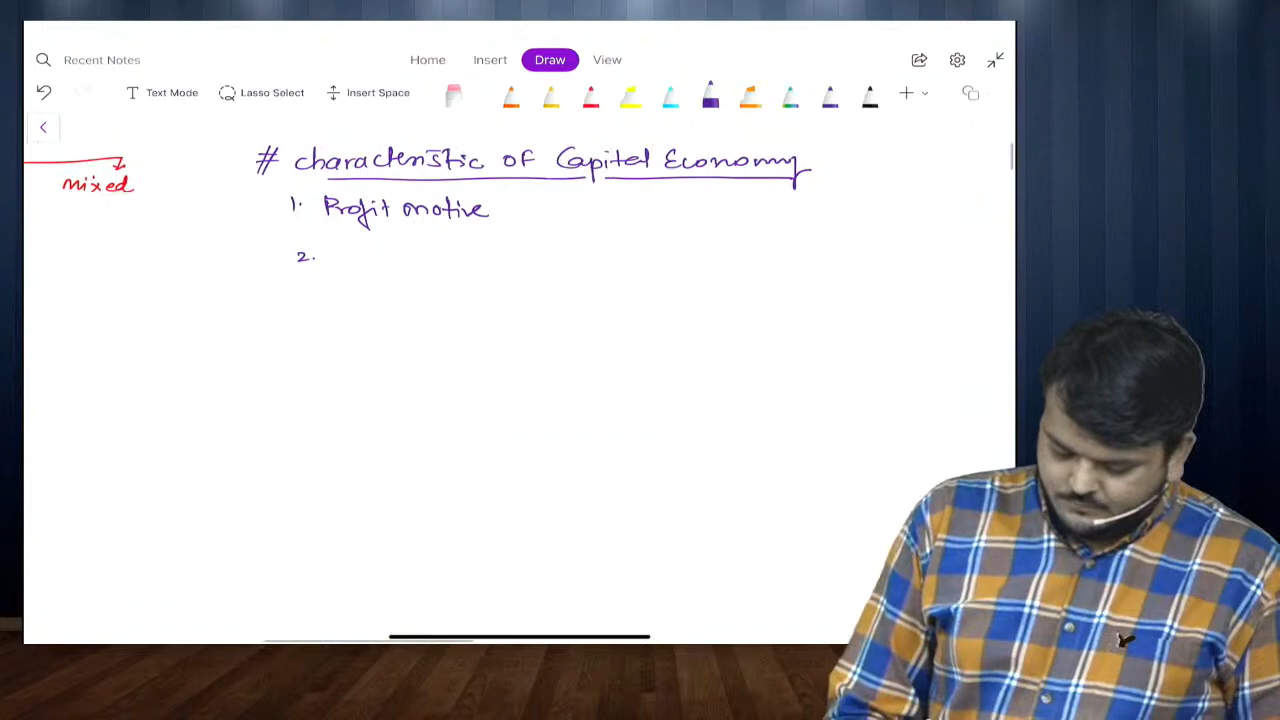 Recent Notes
Home Insert Draw View
Text Mode Lasso Select Insert Space
mixed
# characteristic of Capital Economy
1. Profit motive
2.